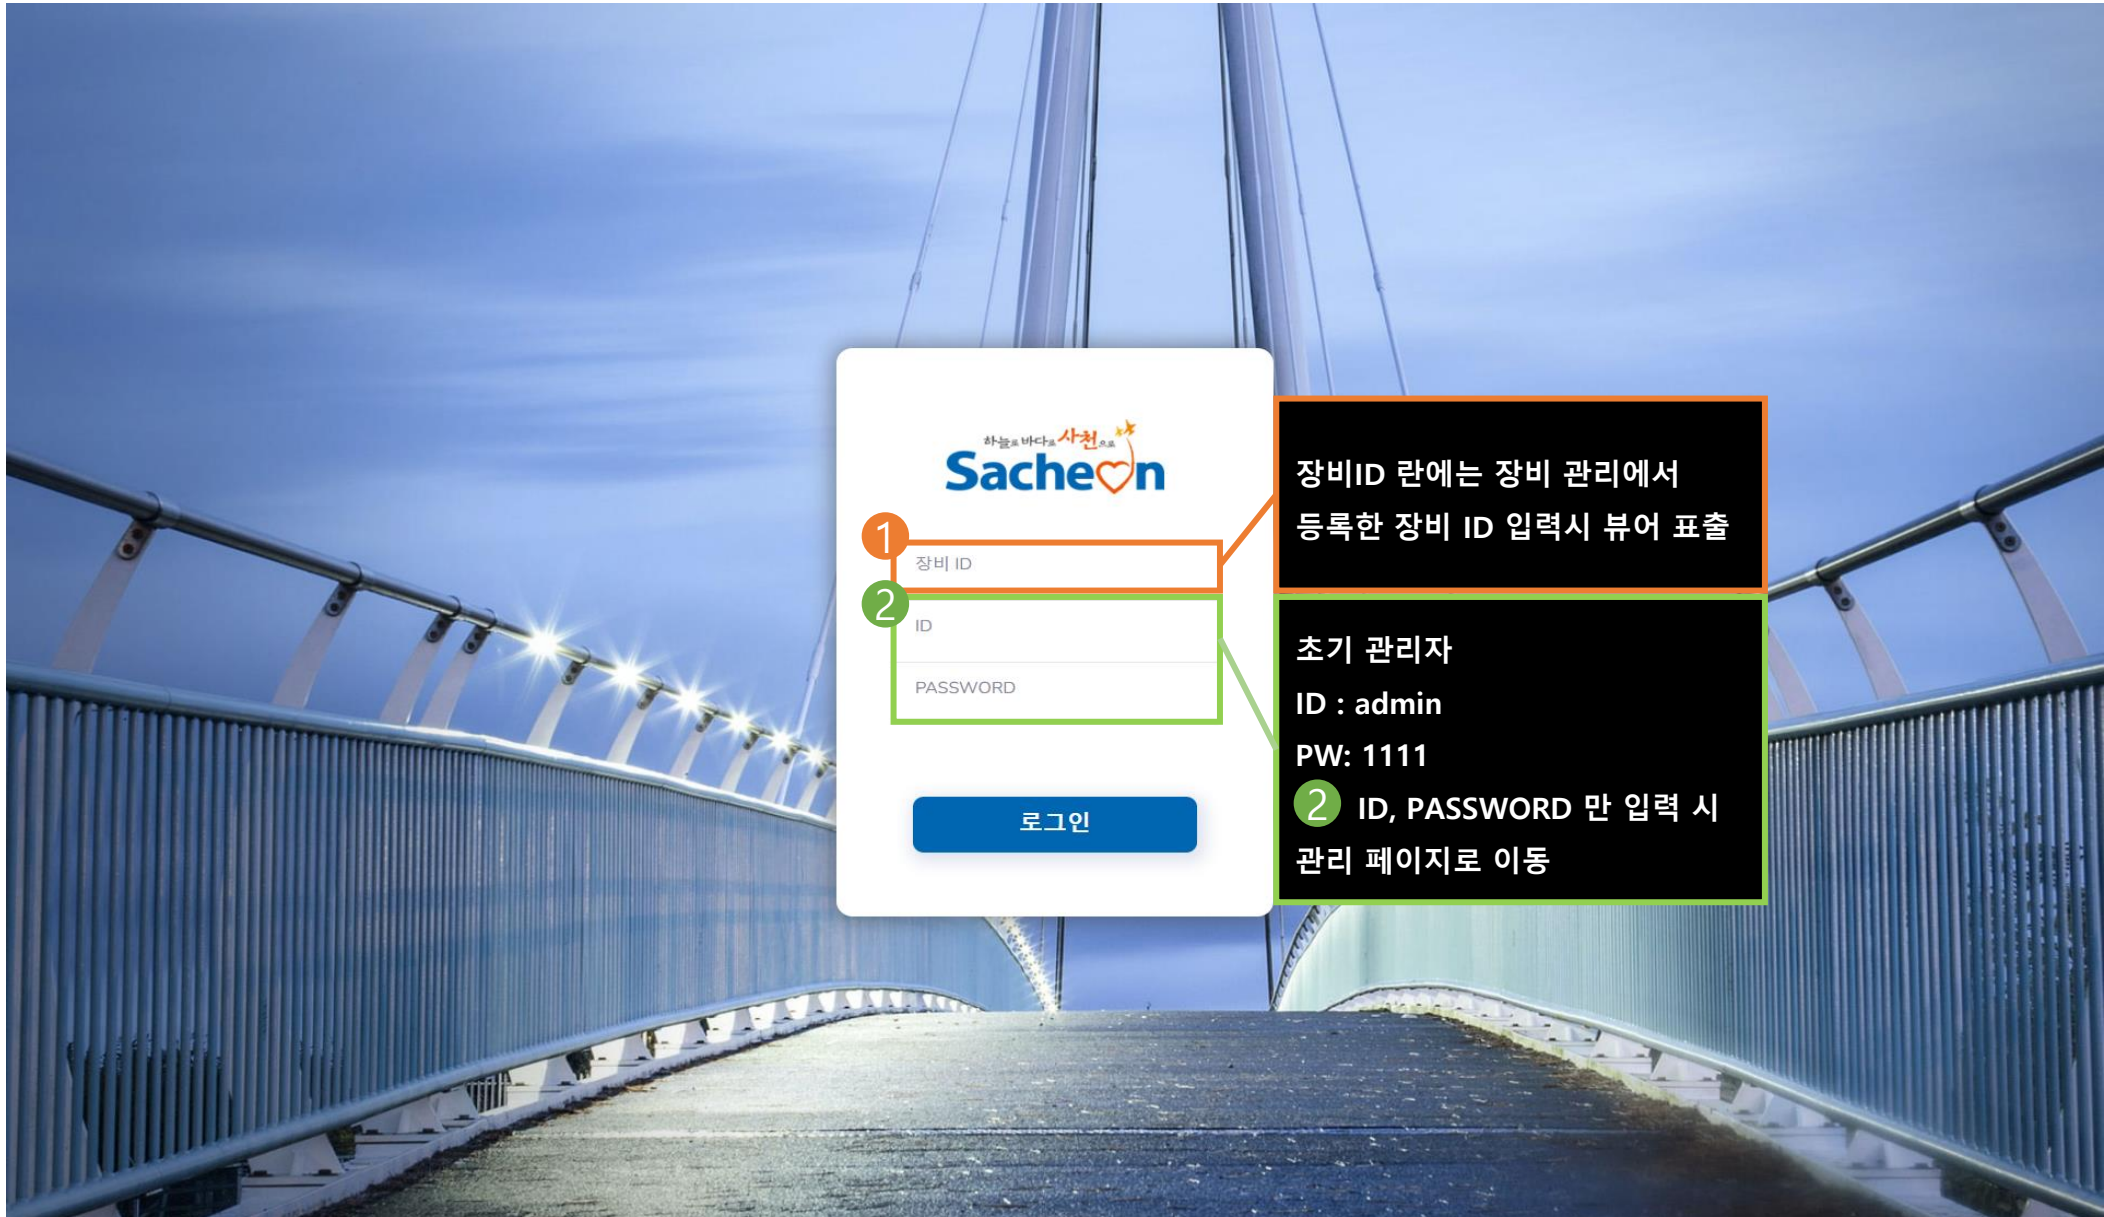 하늘로 바다로 사천으로
Sacheon
1
장비 ID
2
ID
PASSWORD
로그인
장비ID 란에는 장비 관리에서
등록한 장비 ID 입력시 뷰어 표출
초기 관리자
ID : admin
PW: 1111
2 ID, PASSWORD 만 입력 시
관리 페이지로 이동